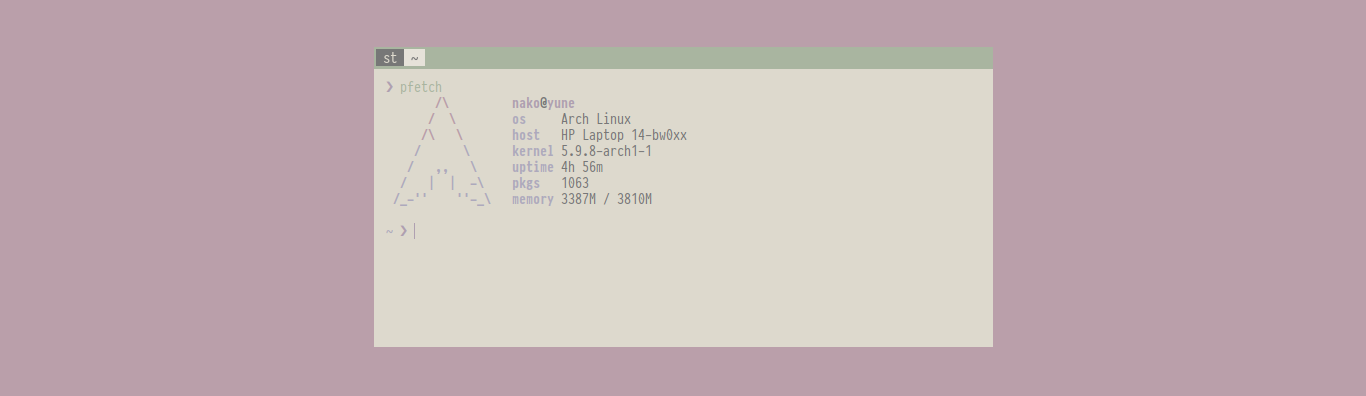 st ~
❯ pfetch
/\ nako@yune
/ \ os Arch Linux
/\ \ host HP Laptop 14-bw0xx
/ \ kernel 5.9.8-arch1-1
/ ,, \ uptime 4h 56m
/ | | -\ pkgs 1063
/_-'' ''-_\ memory 3387M / 3810M
~ ❯